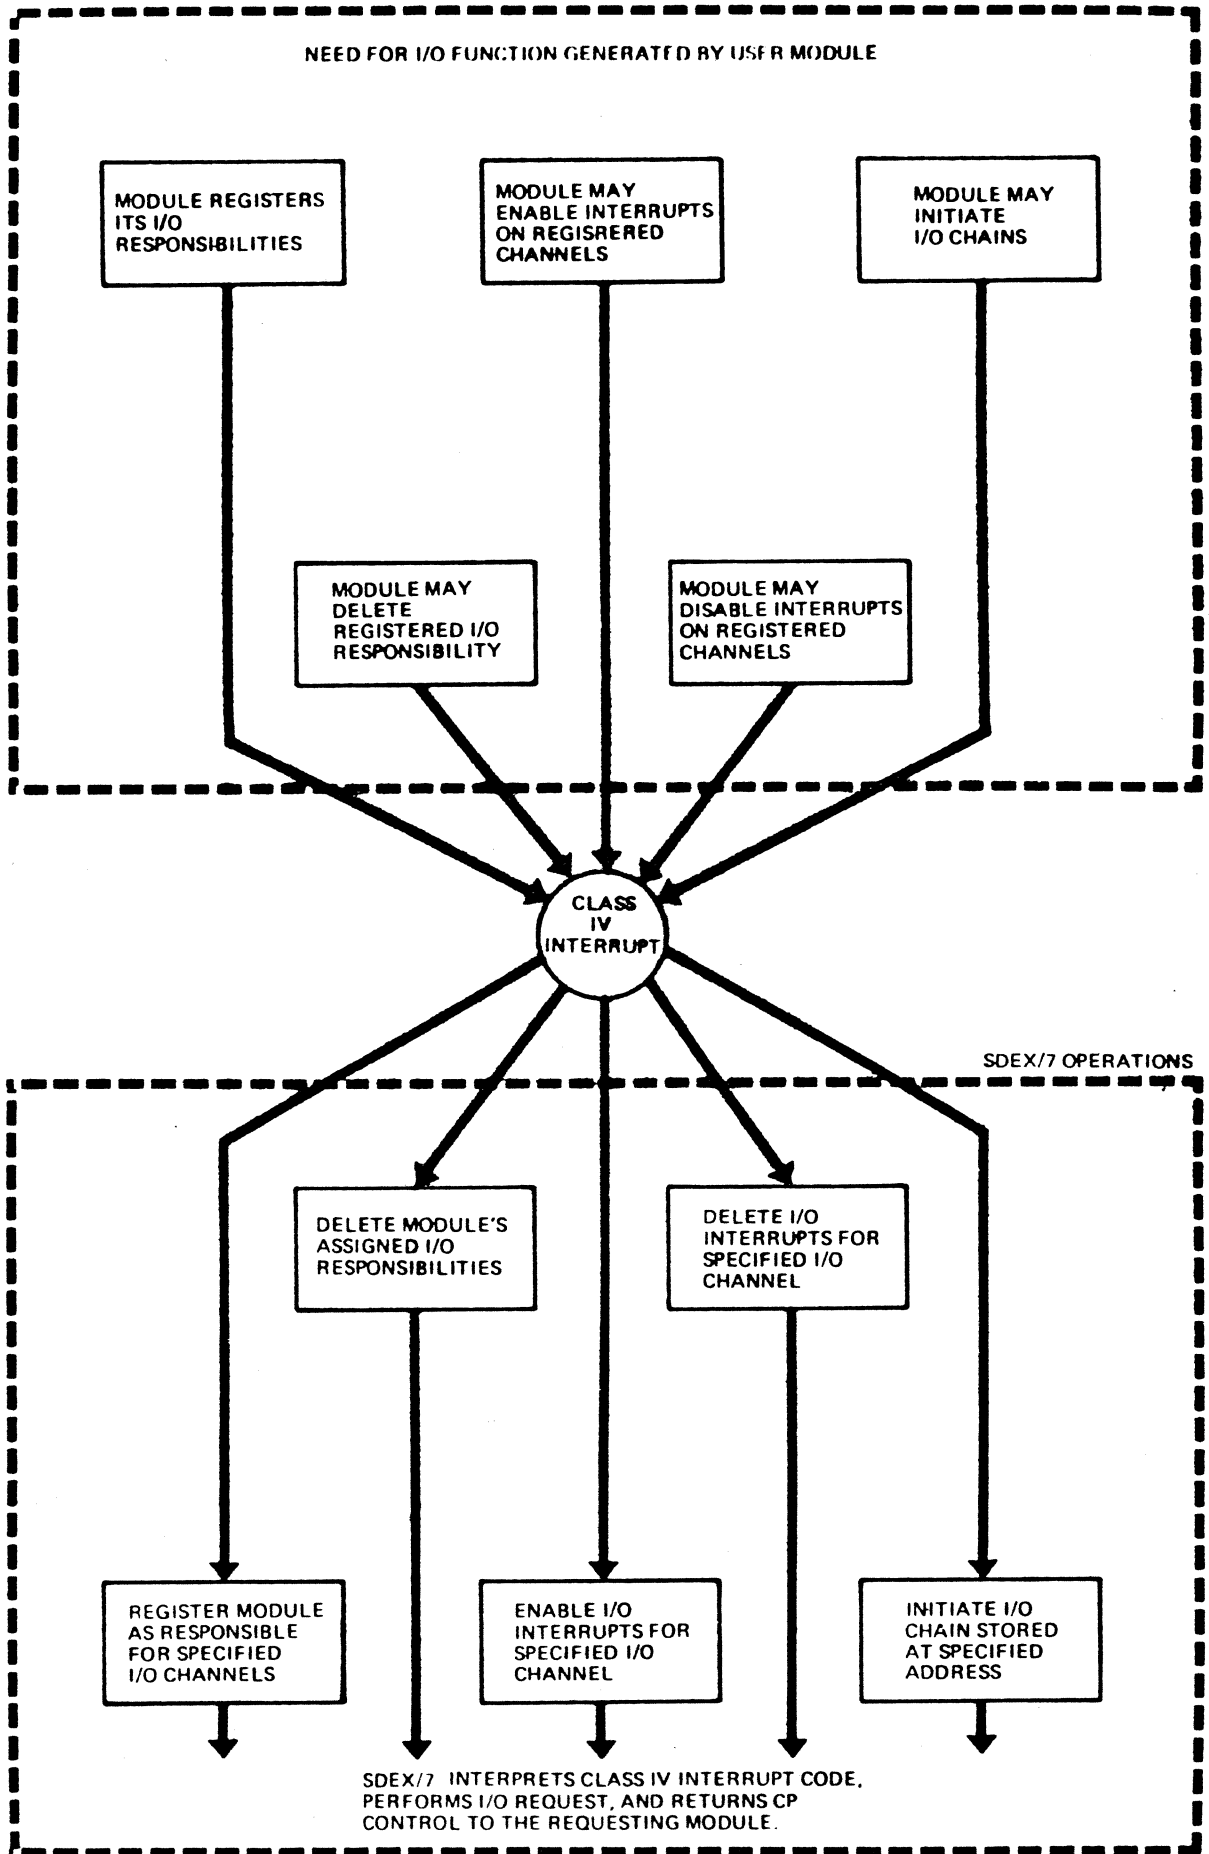 NEED FOR I/O FUNCTION GENERATED BY USER MODULE
MODULE REGISTERS
ITS I/O
RESPONSIBILITIES
MODULE MAY
ENABLE INTERRUPTS
ON REGISRERED
CHANNELS
MODULE MAY
INITIATE
I/O CHAINS
MODULE MAY
DELETE
REGISTERED I/O
RESPONSIBILITY
MODULE MAY
DISABLE INTERRUPTS
ON REGISTERED
CHANNELS
CLASS
IV
INTERRUPT
SDEX/7 OPERATIONS
DELETE MODULE'S
ASSIGNED I/O
RESPONSIBILITIES
DELETE I/O
INTERRUPTS FOR
SPECIFIED I/O
CHANNEL
REGISTER MODULE
AS RESPONSIBLE
FOR SPECIFIED
I/O CHANNELS
ENABLE I/O
INTERRUPTS FOR
SPECIFIED I/O
CHANNEL
INITIATE I/O
CHAIN STORED
AT SPECIFIED
ADDRESS
SDEX/7 INTERPRETS CLASS IV INTERRUPT CODE,
PERFORMS I/O REQUEST, AND RETURNS CP
CONTROL TO THE REQUESTING MODULE.